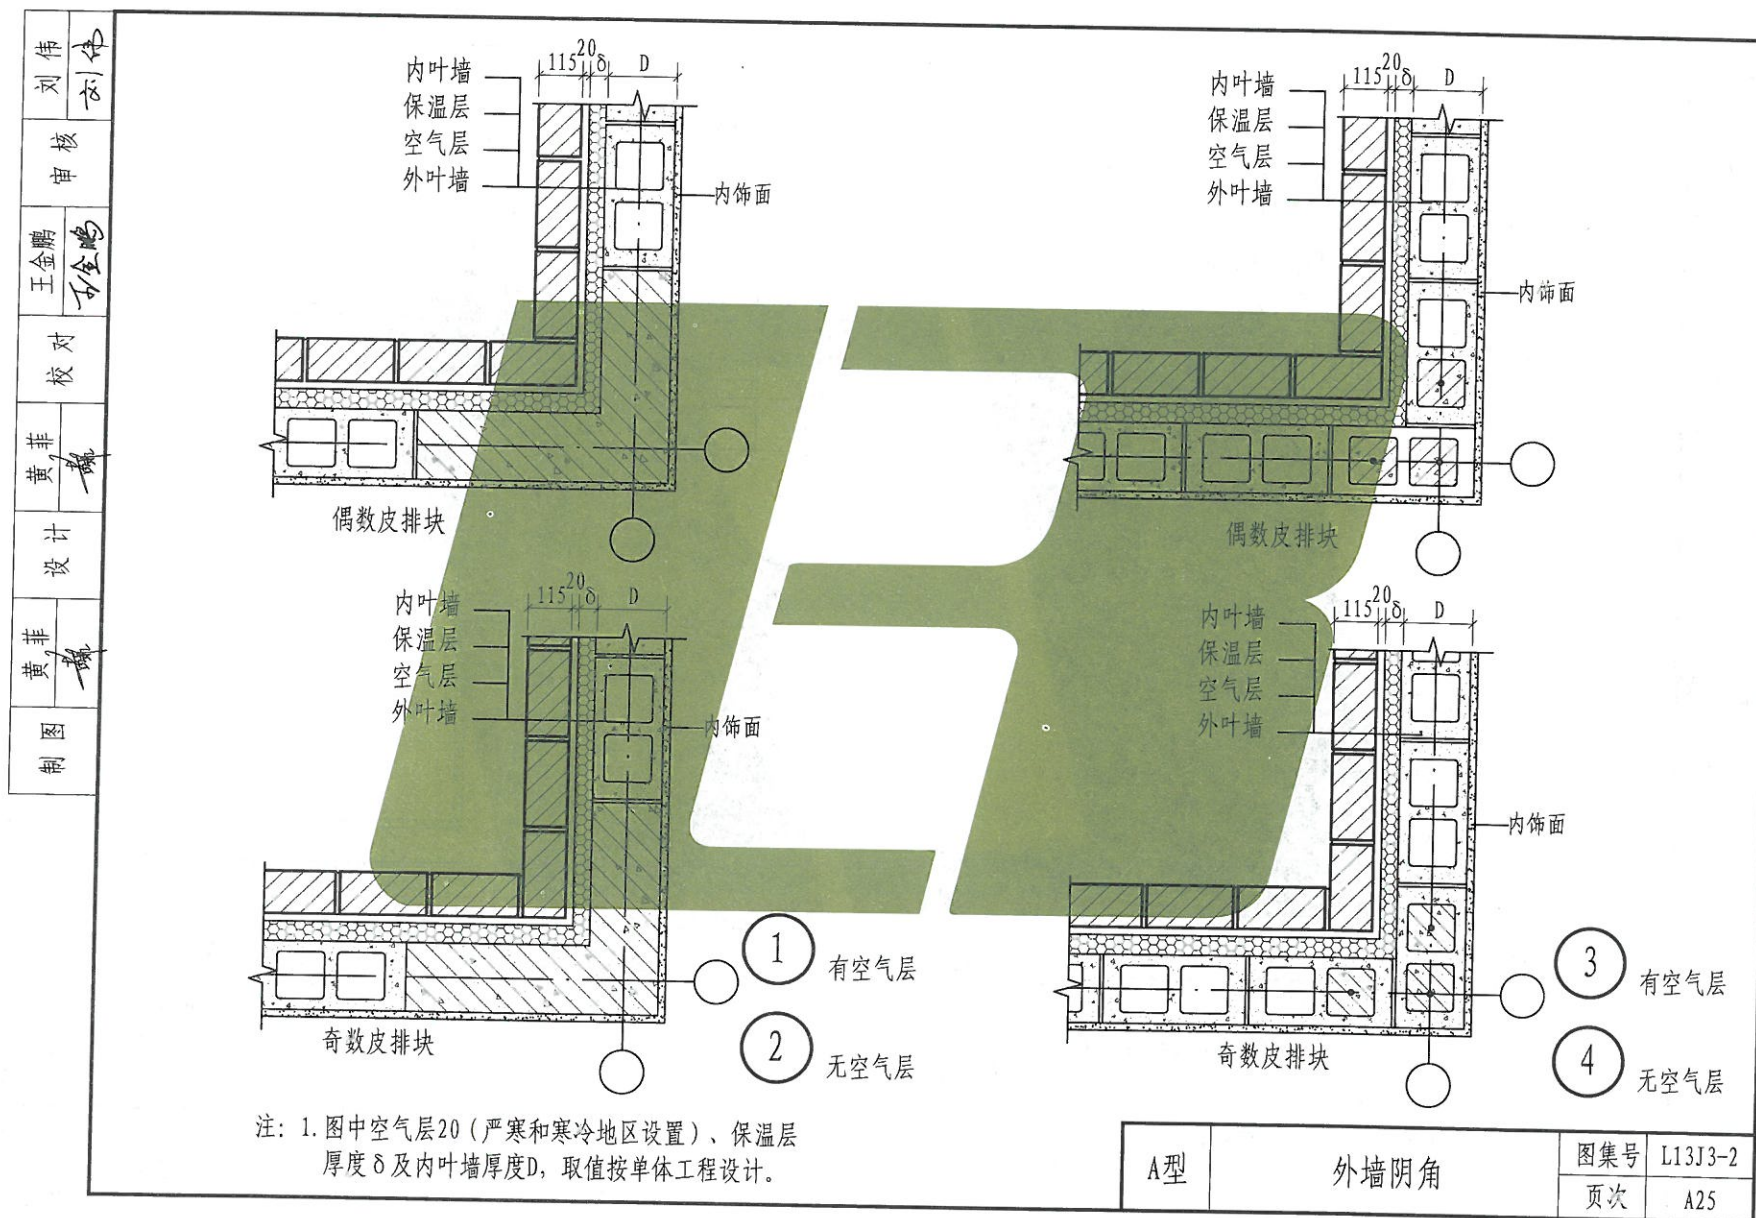 刘伟
刘伟
审核
王金鹏
王金鹏
校对
黄菲
设计
黄菲
制图
115 20 δ D
内叶墙
保温层
空气层
外叶墙
内饰面
偶数皮排块
115 20 δ D
内叶墙
保温层
空气层
外叶墙
内饰面
偶数皮排块
115 20 δ D
内叶墙
保温层
空气层
外叶墙
内饰面
奇数皮排块
1 有空气层
2 无空气层
115 20 δ D
内叶墙
保温层
空气层
外叶墙
内饰面
奇数皮排块
3 有空气层
4 无空气层
注：1.图中空气层20（严寒和寒冷地区设置）、保温层
厚度δ及内叶墙厚度D，取值按单体工程设计。
A型 外墙阴角 图集号 L13J3-2
页次 A25